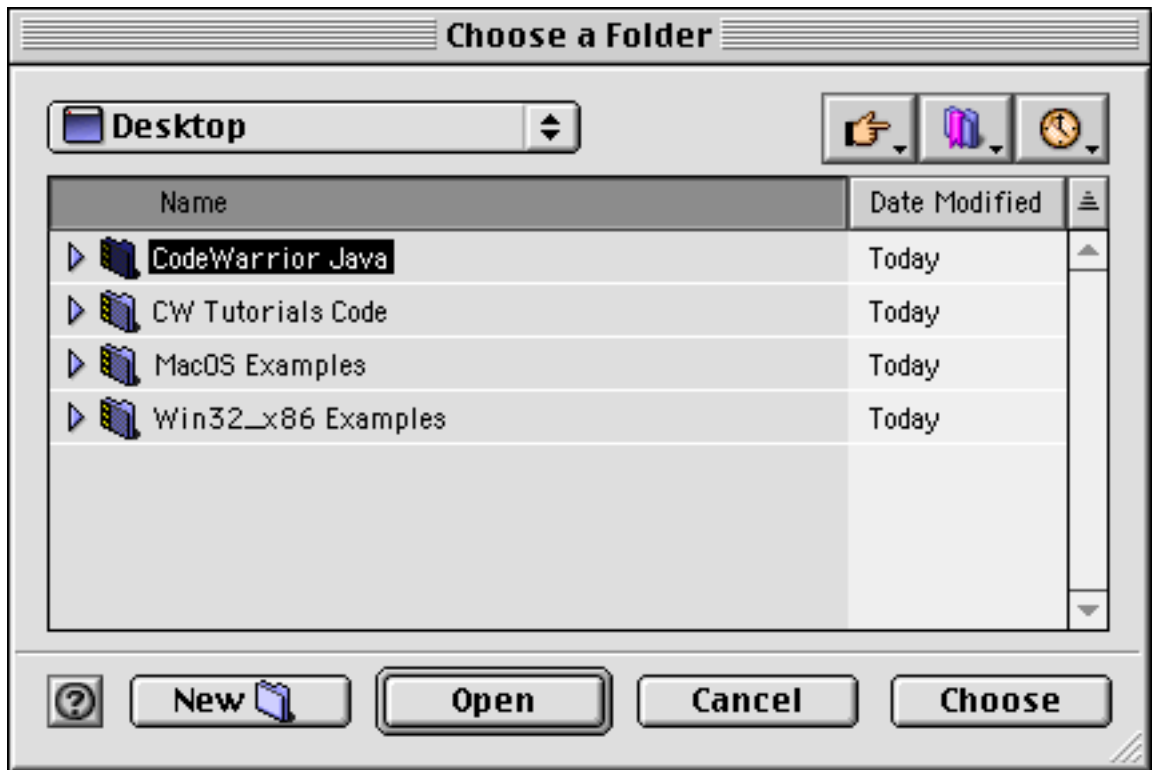 Choose a Folder
Desktop
Name Date Modified
CodeWarrior Java Today
CW Tutorials Code Today
MacOS Examples Today
Win32_x86 Examples Today
? New Open Cancel Choose